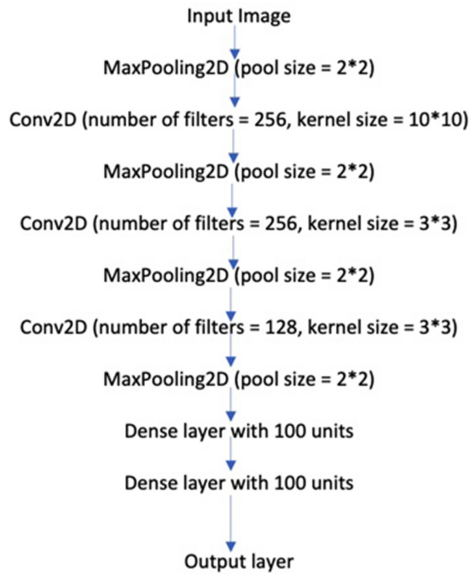 Input Image
MaxPooling2D (pool size = 2*2)
Conv2D (number of filters = 256, kernel size = 10*10)
MaxPooling2D (pool size = 2*2)
Conv2D (number of filters = 256, kernel size = 3*3)
MaxPooling2D (pool size = 2*2)
Conv2D (number of filters = 128, kernel size = 3*3)
MaxPooling2D (pool size = 2*2)
Dense layer with 100 units
Dense layer with 100 units
Output layer